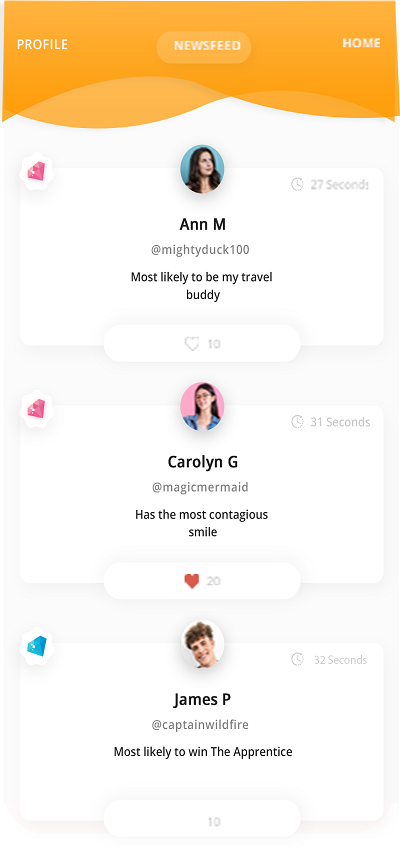 PROFILE NEWSFEED HOME
27 Seconds
Ann M
@mightyduck100
Most likely to be my travel
buddy
10
31 Seconds
Carolyn G
@magicmermaid
Has the most contagious
smile
20
32 Seconds
James P
@captainwildfire
Most likely to win The Apprentice
10